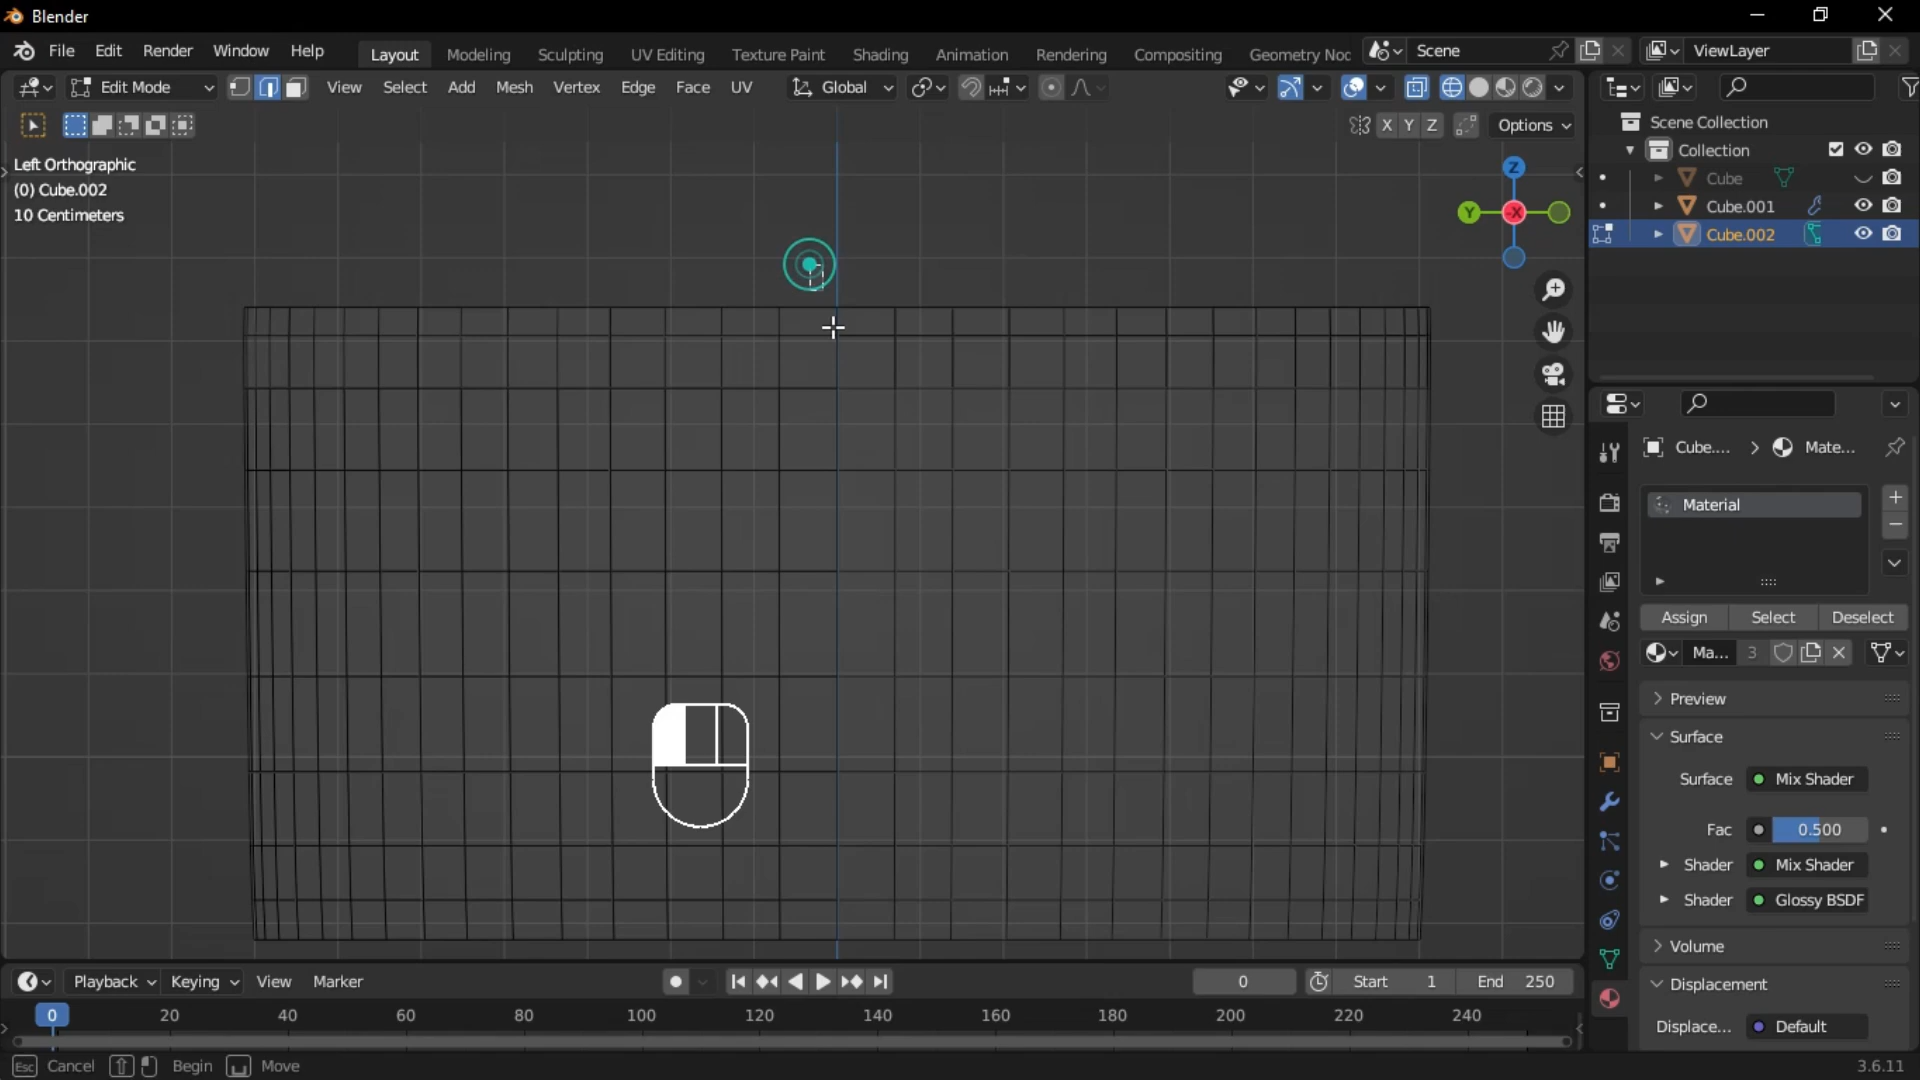 Blender
File Edit Render Window Help Layout Modeling Sculpting UV Editing Texture Paint Shading Animation Rendering Compositing Geometry Noc Scene ViewLayer
Edit Mode View Select Add Mesh Vertex Edge Face UV Global
X Y Z Options
Left Orthographic
(0) Cube.002
10 Centimeters
Z
Y
-X
Scene Collection
Collection
Cube
Cube.001
Cube.002
Cube.... Mate...
Material
Assign Select Deselect
Ma... 3
Preview
Surface
Surface Mix Shader
Fac 0.500
Shader Mix Shader
Shader Glossy BSDF
Volume
Displacement
Displace... Default
Playback Keying View Marker 0 Start 1 End 250
0 20 40 60 80 100 120 140 160 180 200 220 240
Esc Cancel Begin Move 3.6.11